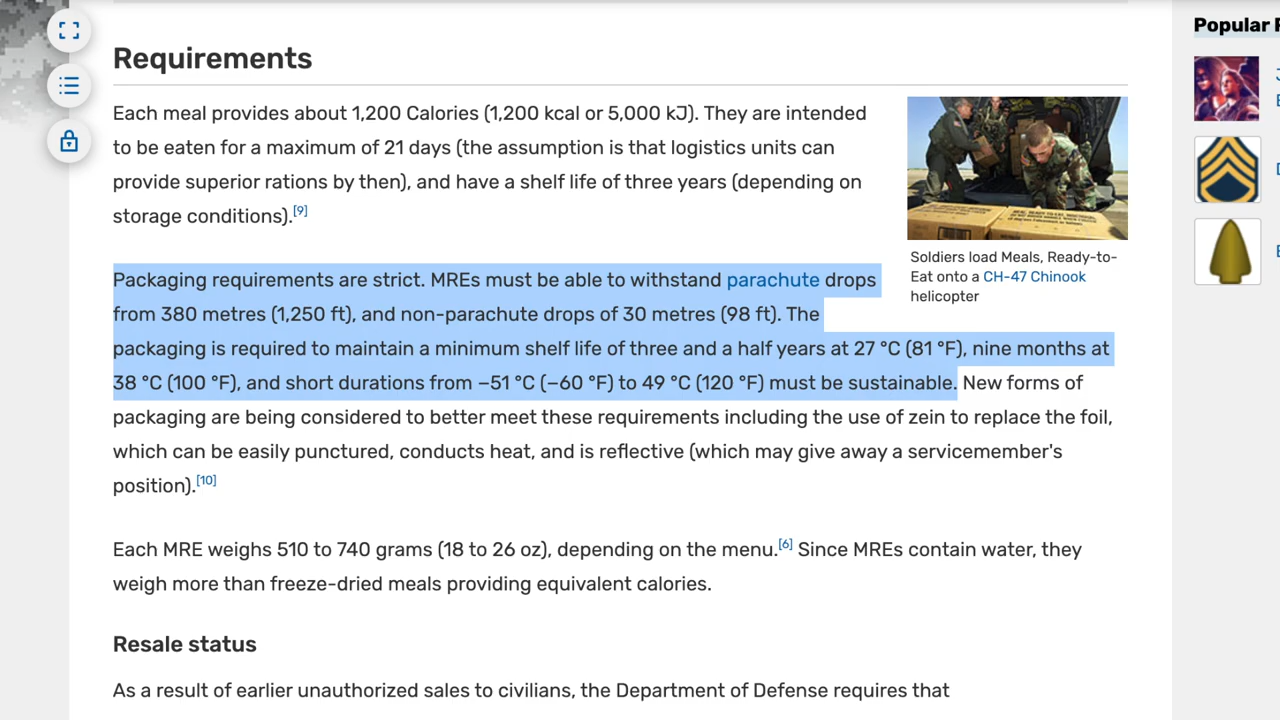 Requirements
Each meal provides about 1,200 Calories (1,200 kcal or 5,000 kJ). They are intended
to be eaten for a maximum of 21 days (the assumption is that logistics units can
provide superior rations by then), and have a shelf life of three years (depending on
storage conditions).[9]
Soldiers load Meals, Ready-to-
Eat onto a CH-47 Chinook
helicopter
Packaging requirements are strict. MREs must be able to withstand parachute drops
from 380 metres (1,250 ft), and non-parachute drops of 30 metres (98 ft). The
packaging is required to maintain a minimum shelf life of three and a half years at 27 °C (81 °F), nine months at
38 °C (100 °F), and short durations from −51 °C (−60 °F) to 49 °C (120 °F) must be sustainable. New forms of
packaging are being considered to better meet these requirements including the use of zein to replace the foil,
which can be easily punctured, conducts heat, and is reflective (which may give away a servicemember's
position).[10]
Each MRE weighs 510 to 740 grams (18 to 26 oz), depending on the menu.[6] Since MREs contain water, they
weigh more than freeze-dried meals providing equivalent calories.
Resale status
As a result of earlier unauthorized sales to civilians, the Department of Defense requires that
Popular